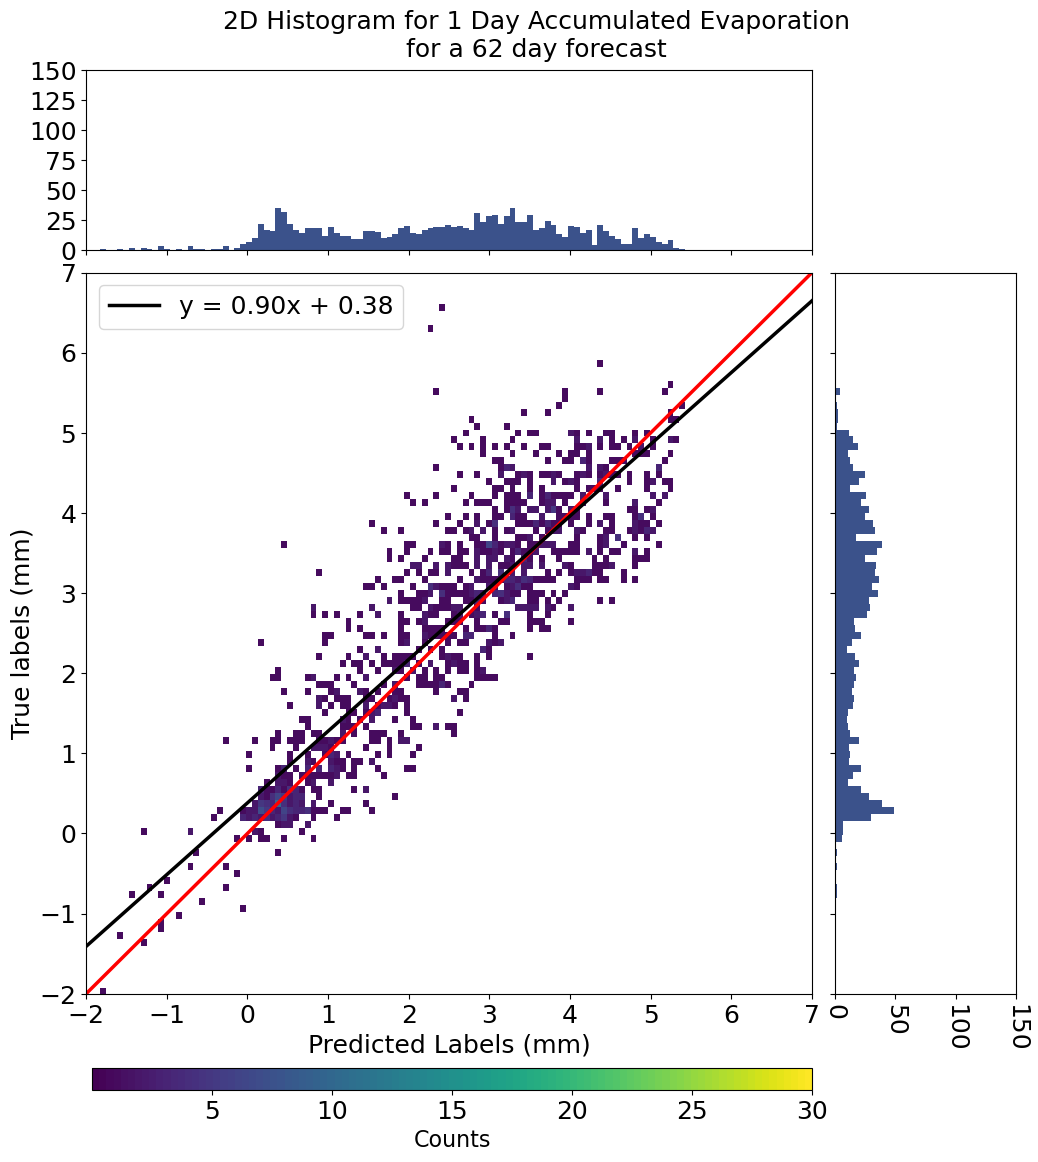 2D Histogram for 1 Day Accumulated Evaporation
for a 62 day forecast
150
125
100
75
50
25
0
7
6
5
4
3
2
1
0
−1
−2
True labels (mm)
y = 0.90x + 0.38
−2 −1 0 1 2 3 4 5 6 7
Predicted Labels (mm)
0 50 100 150
5 10 15 20 25 30
Counts